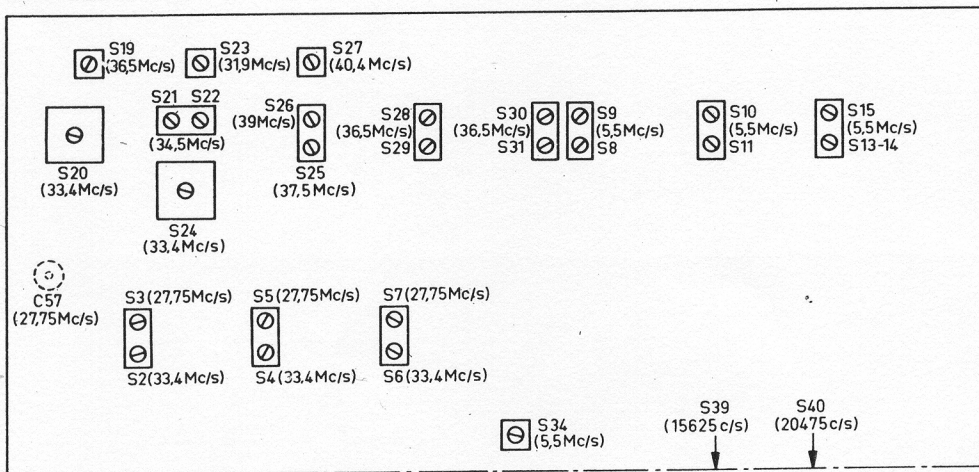 S19
(36,5Mc/s)
S23
(31,9Mc/s)
S27
(40,4Mc/s)
S21 S22
(34,5Mc/s)
S26
(39Mc/s)
S28
(36,5Mc/s)
S29
S30
(36,5Mc/s)
S31
S9
(5,5Mc/s)
S8
S10
(5,5Mc/s)
S11
S15
(5,5Mc/s)
S13-14
S20
(33,4Mc/s)
S25
(37,5Mc/s)
S24
(33,4Mc/s)
C57
(27,75Mc/s)
S3(27,75Mc/s)
S5(27,75Mc/s)
S7(27,75Mc/s)
S2(33,4Mc/s)
S4(33,4Mc/s)
S6(33,4Mc/s)
S34
(5,5Mc/s)
S39
(15625c/s)
S40
(20475c/s)